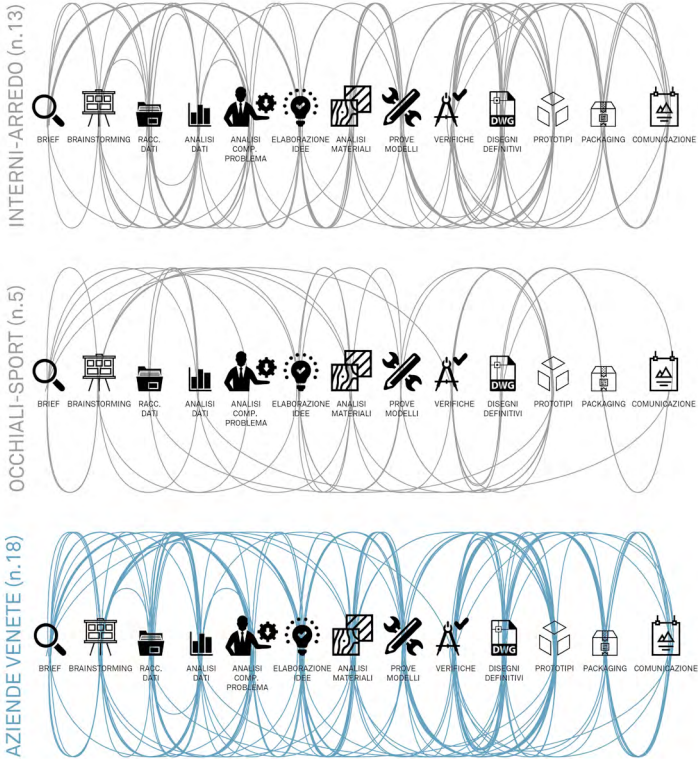 INTERNI-ARREDO (n.13)
DWG
BRIEF BRAINSTORMING RACC. ANALISI ANALISI ELABORAZIONE ANALISI PROVE VERIFICHE DISEGNI PROTOTIPI PACKAGING COMUNICAZIONE
DATI DATI COMP. IDEE MATERIALI MODELLI DEFINITIVI
PROBLEMA
OCCHIALI-SPORT (n.5)
DWG
BRIEF BRAINSTORMING RACC. ANALISI ANALISI ELABORAZIONE ANALISI PROVE VERIFICHE DISEGNI PROTOTIPI PACKAGING COMUNICAZIONE
DATI DATI COMP. IDEE MATERIALI MODELLI DEFINITIVI
PROBLEMA
AZIENDE VENETE (n.18)
DWG
BRIEF BRAINSTORMING RACC. ANALISI ANALISI ELABORAZIONE ANALISI PROVE VERIFICHE DISEGNI PROTOTIPI PACKAGING COMUNICAZIONE
DATI DATI COMP. IDEE MATERIALI MODELLI DEFINITIVI
PROBLEMA